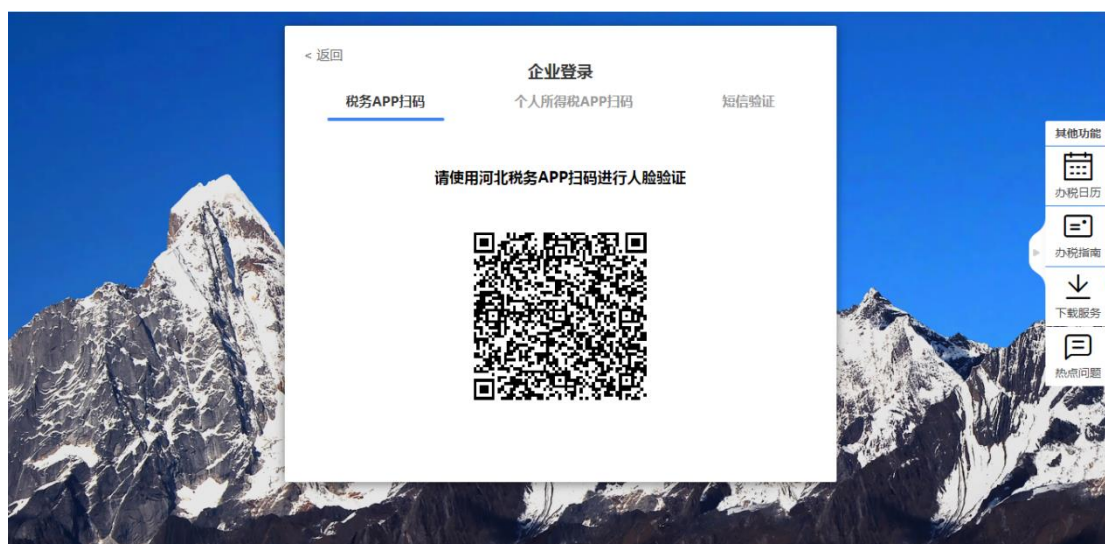 < 返回
企业登录
税务APP扫码 个人所得税APP扫码 短信验证
请使用河北税务APP扫码进行人脸验证
其他功能
办税日历
办税指南
下载服务
热点问题